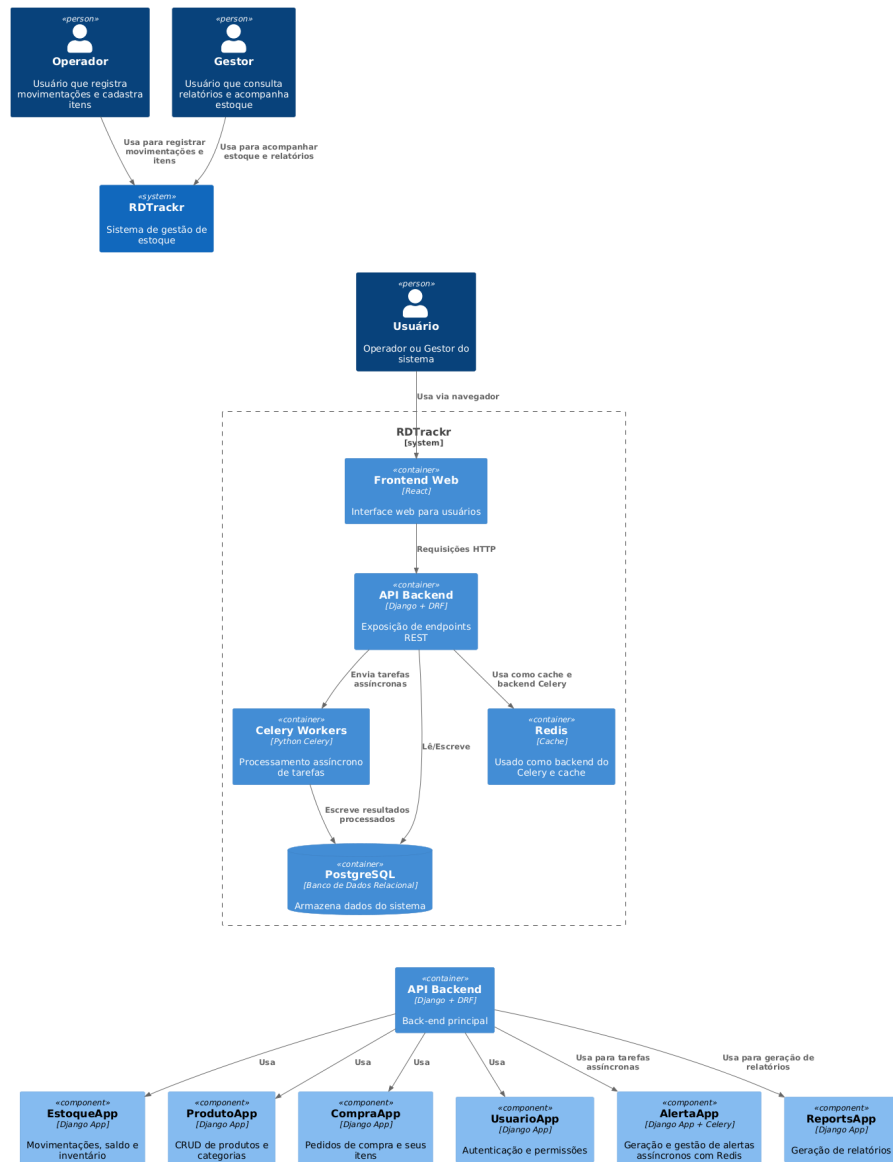 «person»
Operador
Usuário que registra
movimentações e cadastra
itens
«person»
Gestor
Usuário que consulta
relatórios e acompanha
estoque
Usa para registrar
movimentações e
itens
Usa para acompanhar
estoque e relatórios
«system»
RDTrackr
Sistema de gestão de
estoque
«person»
Usuário
Operador ou Gestor do
sistema
Usa via navegador
RDTrackr
[system]
«container»
Frontend Web
[React]
Interface web para usuários
Requisições HTTP
«container»
API Backend
[Django + DRF]
Exposição de endpoints
REST
Envia tarefas
assíncronas
Usa como cache e
backend Celery
«container»
Celery Workers
[Python Celery]
Processamento assíncrono
de tarefas
Lê/Escreve
«container»
Redis
[Cache]
Usado como backend do
Celery e cache
Escreve resultados
processados
«container»
PostgreSQL
[Banco de Dados Relacional]
Armazena dados do sistema
«container»
API Backend
[Django + DRF]
Back-end principal
Usa
Usa
Usa
Usa
Usa para tarefas
assíncronas
Usa para geração de
relatórios
«component»
EstoqueApp
[Django App]
Movimentações, saldo e
inventário
«component»
ProdutoApp
[Django App]
CRUD de produtos e
categorias
«component»
CompraApp
[Django App]
Pedidos de compra e seus
itens
«component»
UsuarioApp
[Django App]
Autenticação e permissões
«component»
AlertaApp
[Django App + Celery]
Geração e gestão de alertas
assíncronos com Redis
«component»
ReportsApp
[Django App]
Geração de relatórios